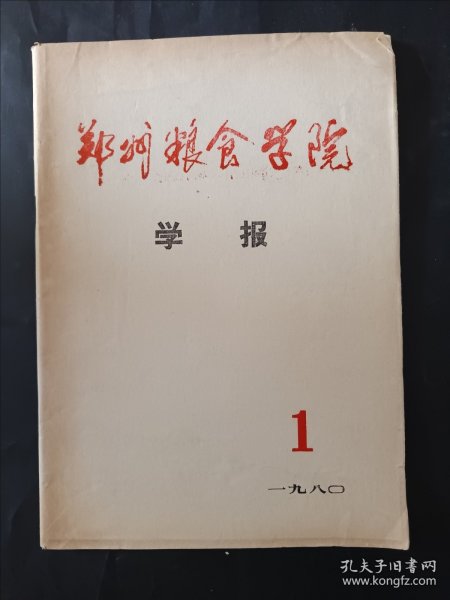 郑州粮食学院
学报
1
一九八〇
孔夫子旧书网
www.kongfz.com